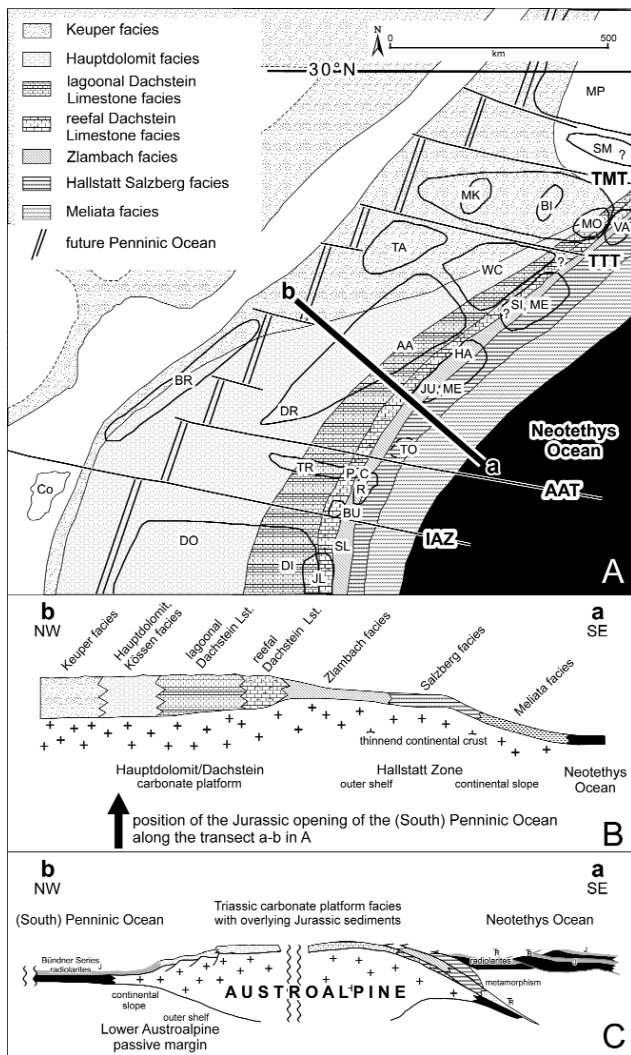 Keuper facies
Hauptdolomit facies
lagoonal Dachstein
Limestone facies
reefal Dachstein
Limestone facies
Zlambach facies
Hallstatt Salzberg facies
Meliata facies
future Penninic Ocean
N
0 500
km
30°N
MP
SM ?
TMT
MK
BI
MO
VA
TTT
TA
WC
?
SI, ME
?
b
AA
HA
BR
JU, ME
DR
Neotethys
Ocean
TO
a
TR
P, C
R
AAT
Co
BU
IAZ
DO
SL
DI
JL
A
b
NW
a
SE
Keuper facies
Hauptdolomit,
Kössen facies
lagoonal
Dachstein Lst.
reefal
Dachstein Lst.
Zlambach facies
Salzberg facies
Meliata facies
thinnend continental crust
Hauptdolomit/Dachstein
carbonate platform
Hallstatt Zone
outer shelf
continental slope
Neotethys
Ocean
position of the Jurassic opening of the (South) Penninic Ocean
along the transect a-b in A
B
b
NW
a
SE
(South) Penninic Ocean
Triassic carbonate platform facies
with overlying Jurassic sediments
Neotethys Ocean
Bündner Series
radiolarites
J
radiolarites
J
metamorphism
AUSTROALPINE
continental
slope
outer shelf
Lower Austroalpine
passive margin
C